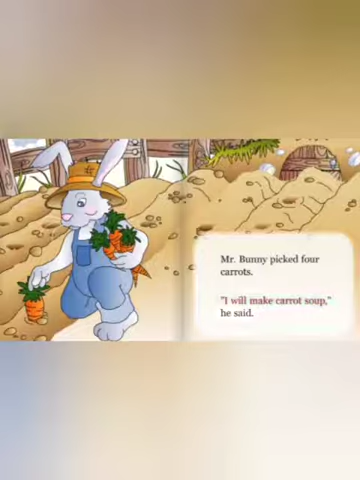 Mr. Bunny picked four
carrots.
"I will make carrot soup,"
he said.